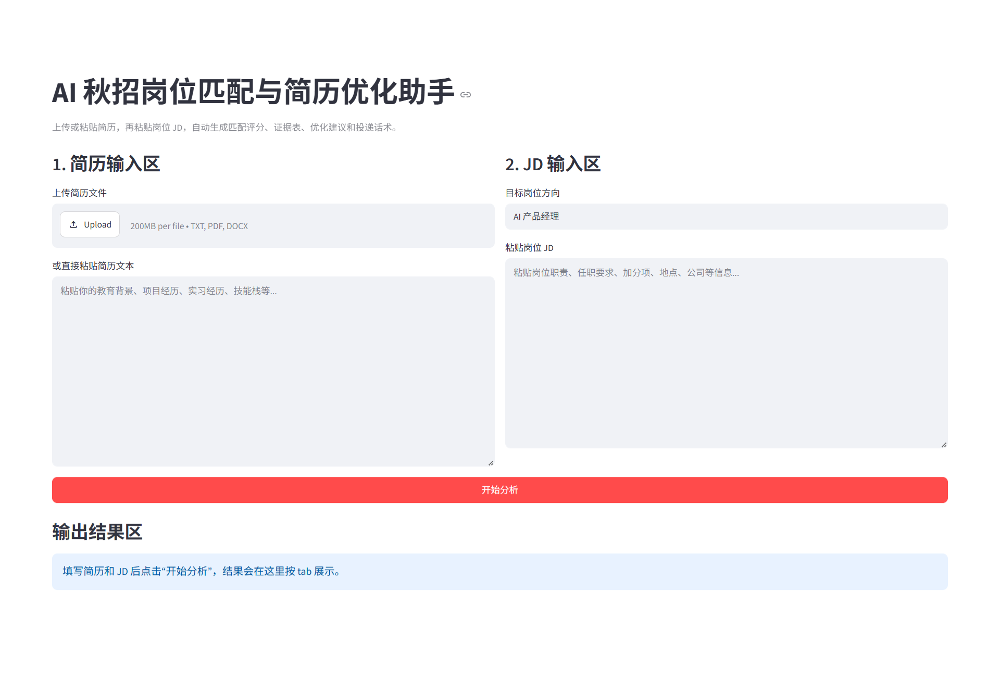 AI 秋招岗位匹配与简历优化助手
上传或粘贴简历，再粘贴岗位 JD，自动生成匹配评分、证据表、优化建议和投递话术。
1. 简历输入区
上传简历文件
Upload
200MB per file • TXT, PDF, DOCX
或直接粘贴简历文本
粘贴你的教育背景、项目经历、实习经历、技能栈等...
2. JD 输入区
目标岗位方向
AI 产品经理
粘贴岗位 JD
粘贴岗位职责、任职要求、加分项、地点、公司等信息...
开始分析
输出结果区
填写简历和 JD 后点击“开始分析”，结果会在这里按 tab 展示。